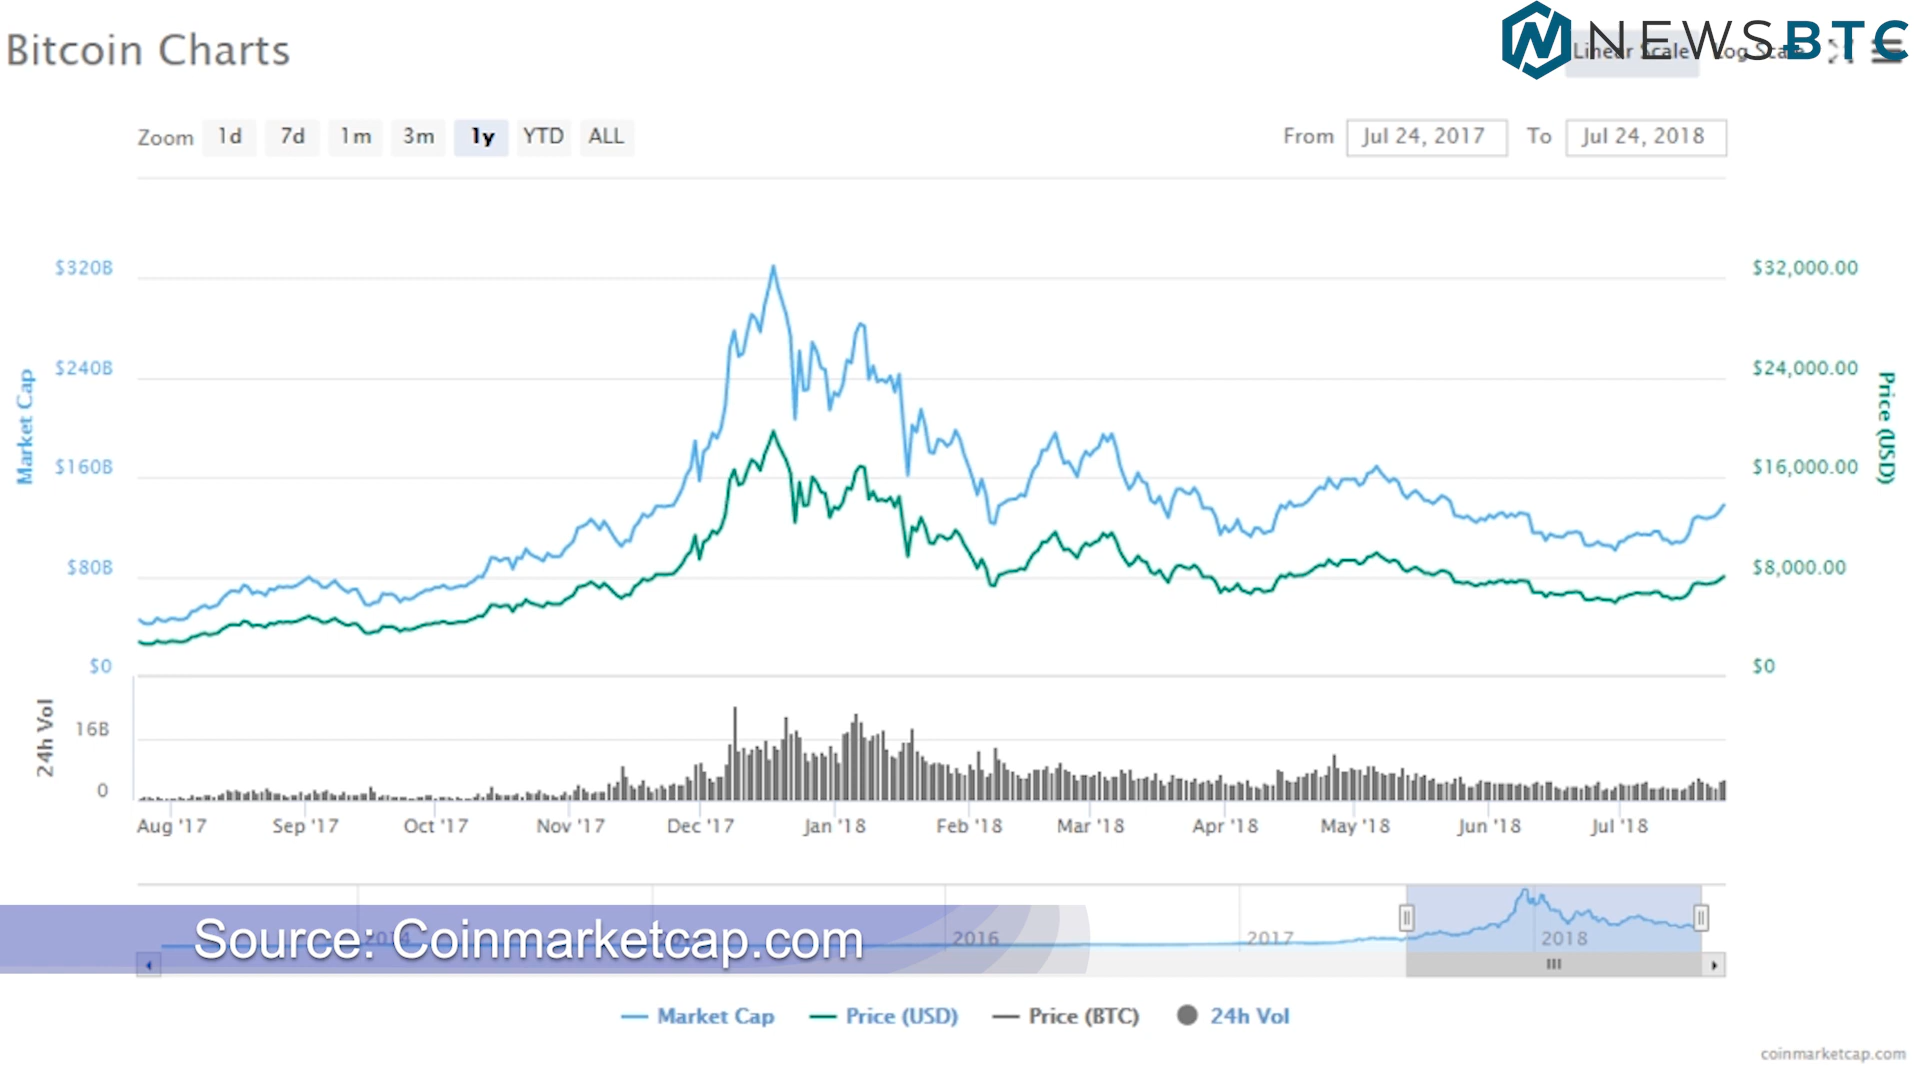 Bitcoin Charts
NEWSBTC
Linear Scale Log Scale
Zoom 1d 7d 1m 3m 1y YTD ALL
From Jul 24, 2017 To Jul 24, 2018
$320B
$240B
$160B
$80B
$0
Market Cap
$32,000.00
$24,000.00
$16,000.00
$8,000.00
$0
Price (USD)
24h Vol
16B
0
Aug '17 Sep '17 Oct '17 Nov '17 Dec '17 Jan '18 Feb '18 Mar '18 Apr '18 May '18 Jun '18 Jul '18
2016 2017 2018
Source: Coinmarketcap.com
Market Cap Price (USD) Price (BTC) 24h Vol
coinmarketcap.com